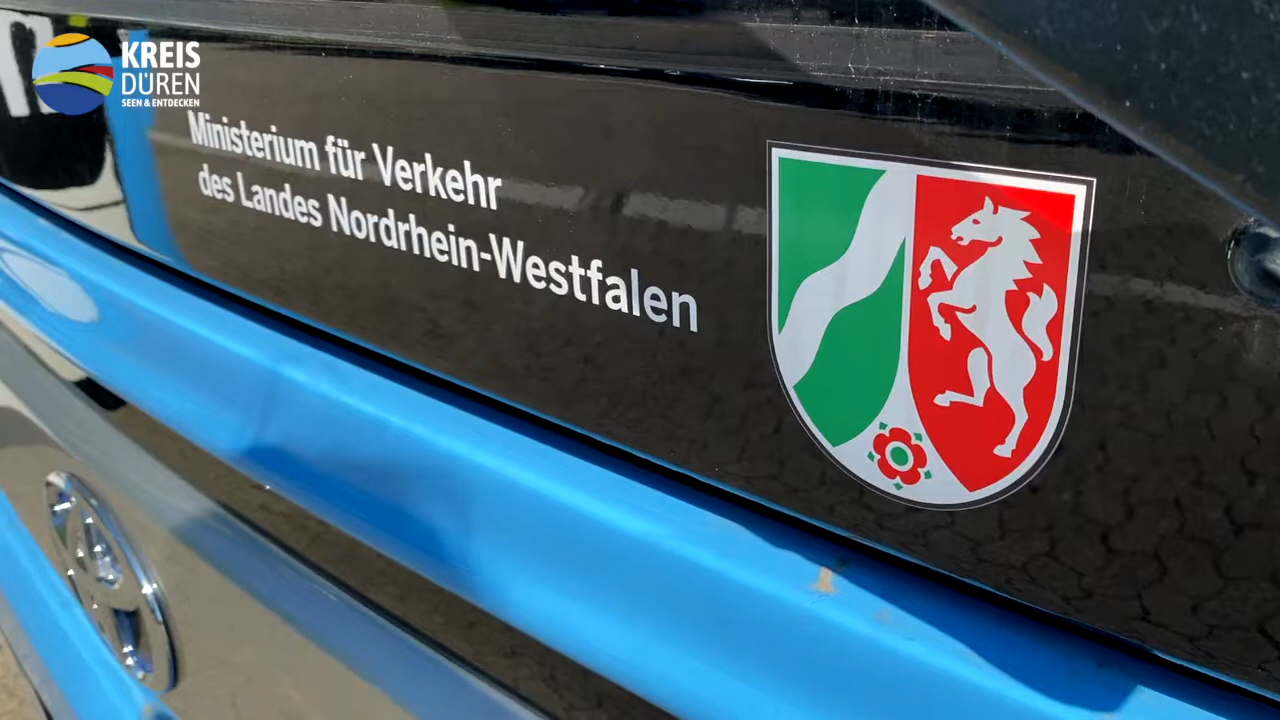 KREIS
DÜREN
SEEN & ENTDECKEN
Ministerium für Verkehr
des Landes Nordrhein-Westfalen